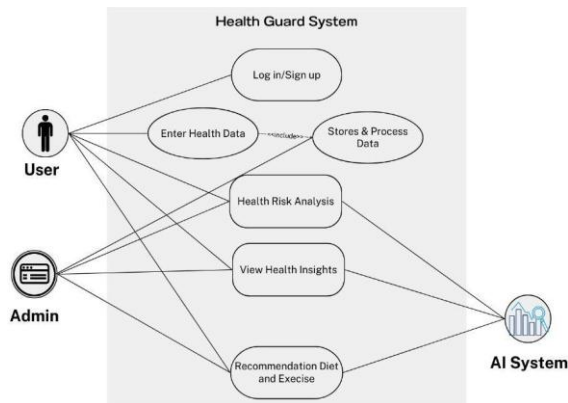 Health Guard System
Log in/Sign up
Enter Health Data
<<include>>
Stores & Process
Data
User
Health Risk Analysis
View Health Insights
Admin
AI System
Recommendation Diet
and Execise